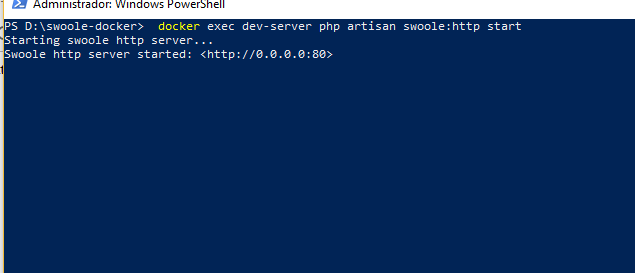 Administrador: Windows PowerShell
PS D:\swoole-docker>  docker exec dev-server php artisan swoole:http start
Starting swoole http server...
Swoole http server started: <http://0.0.0.0:80>